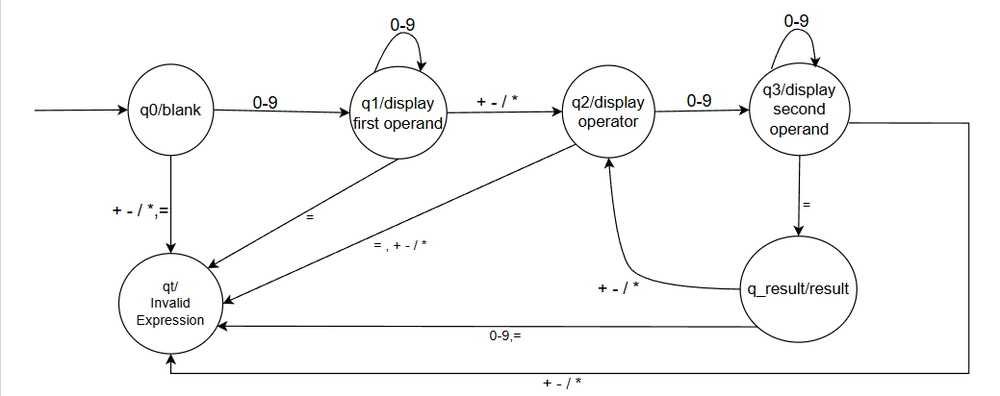 0-9
0-9
q0/blank
0-9
q1/display
first operand
+ - / *
q2/display
operator
0-9
q3/display
second
operand
+ - / *,=
=
= , + - / *
=
qt/
Invalid
Expression
+ - / *
q_result/result
0-9,=
+ - / *